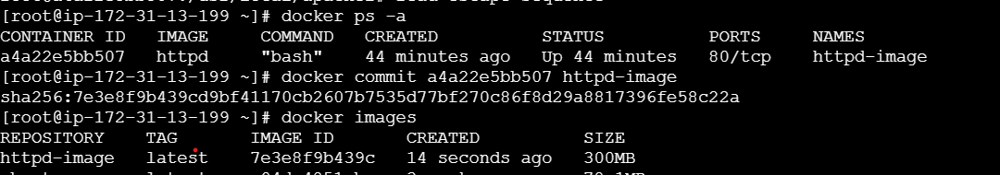 [root@ip-172-31-13-199 ~]# docker ps -a
CONTAINER ID   IMAGE     COMMAND   CREATED          STATUS          PORTS     NAMES
a4a22e5bb507   httpd     "bash"    44 minutes ago   Up 44 minutes   80/tcp    httpd-image
[root@ip-172-31-13-199 ~]# docker commit a4a22e5bb507 httpd-image
sha256:7e3e8f9b439cd9bf41170cb2607b7535d77bf270c86f8d29a8817396fe58c22a
[root@ip-172-31-13-199 ~]# docker images
REPOSITORY    TAG       IMAGE ID       CREATED          SIZE
httpd-image   latest    7e3e8f9b439c   14 seconds ago   300MB